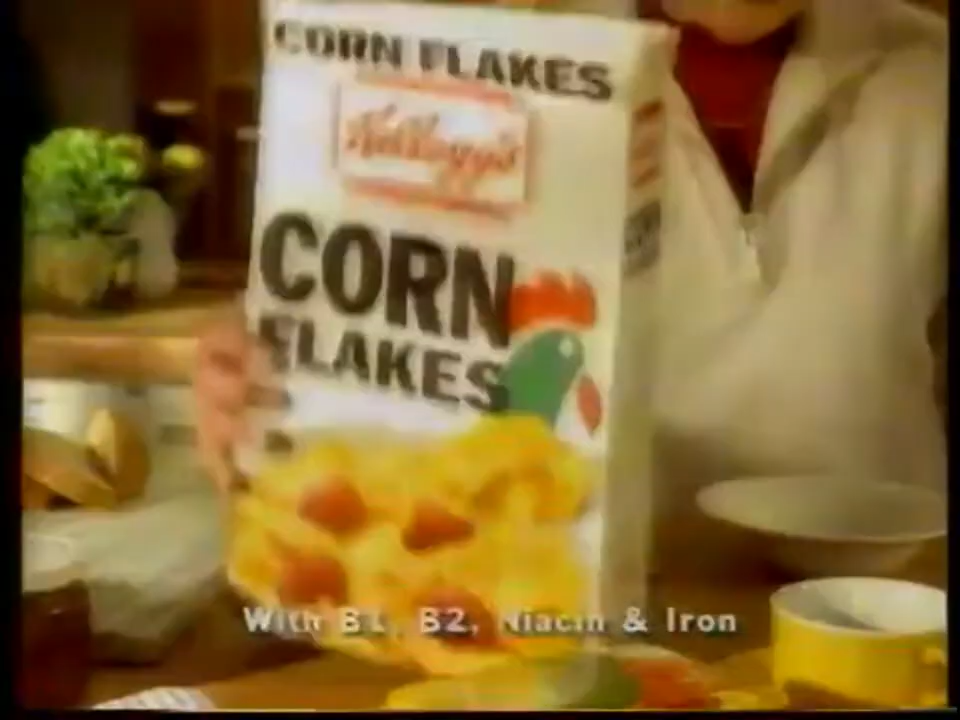 CORN FLAKES
Kellogg's
CORN
FLAKES
With B1, B2, Niacin & Iron